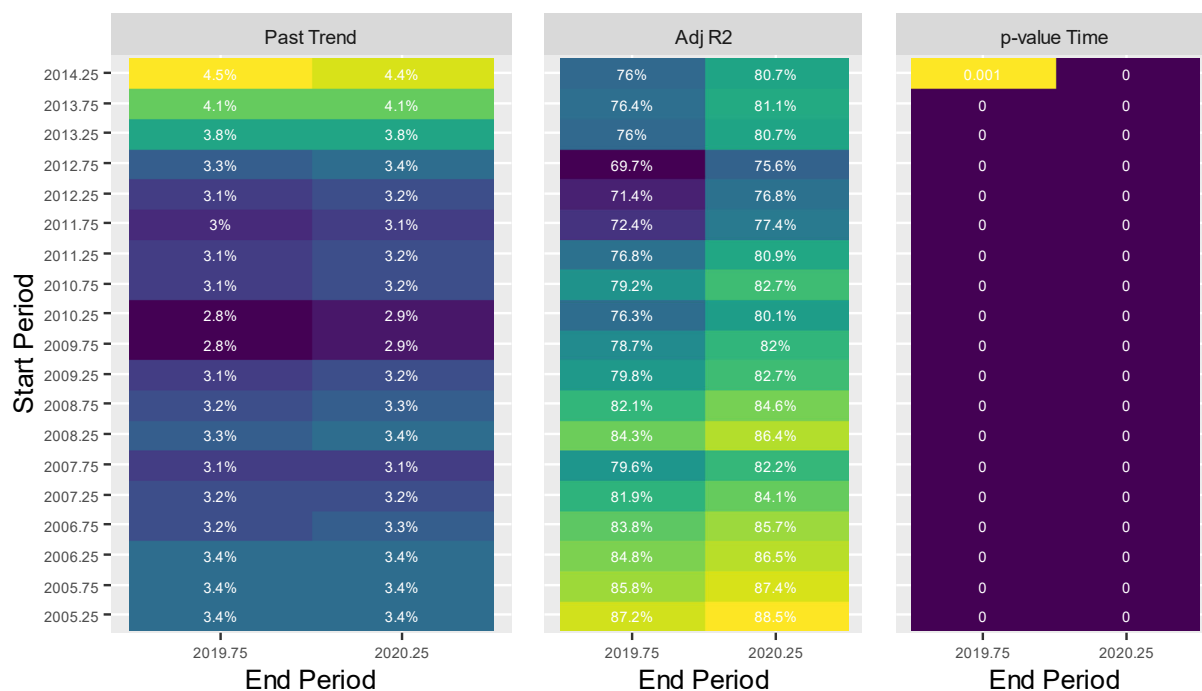 Past Trend Adj R2 p-value Time
2014.25 4.5% 4.4% 76% 80.7% 0.001 0
2013.75 4.1% 4.1% 76.4% 81.1% 0 0
2013.25 3.8% 3.8% 76% 80.7% 0 0
2012.75 3.3% 3.4% 69.7% 75.6% 0 0
2012.25 3.1% 3.2% 71.4% 76.8% 0 0
2011.75 3% 3.1% 72.4% 77.4% 0 0
2011.25 3.1% 3.2% 76.8% 80.9% 0 0
2010.75 3.1% 3.2% 79.2% 82.7% 0 0
2010.25 2.8% 2.9% 76.3% 80.1% 0 0
2009.75 2.8% 2.9% 78.7% 82% 0 0
2009.25 3.1% 3.2% 79.8% 82.7% 0 0
2008.75 3.2% 3.3% 82.1% 84.6% 0 0
2008.25 3.3% 3.4% 84.3% 86.4% 0 0
2007.75 3.1% 3.1% 79.6% 82.2% 0 0
2007.25 3.2% 3.2% 81.9% 84.1% 0 0
2006.75 3.2% 3.3% 83.8% 85.7% 0 0
2006.25 3.4% 3.4% 84.8% 86.5% 0 0
2005.75 3.4% 3.4% 85.8% 87.4% 0 0
2005.25 3.4% 3.4% 87.2% 88.5% 0 0
Start Period
2019.75 2020.25 2019.75 2020.25 2019.75 2020.25
End Period End Period End Period